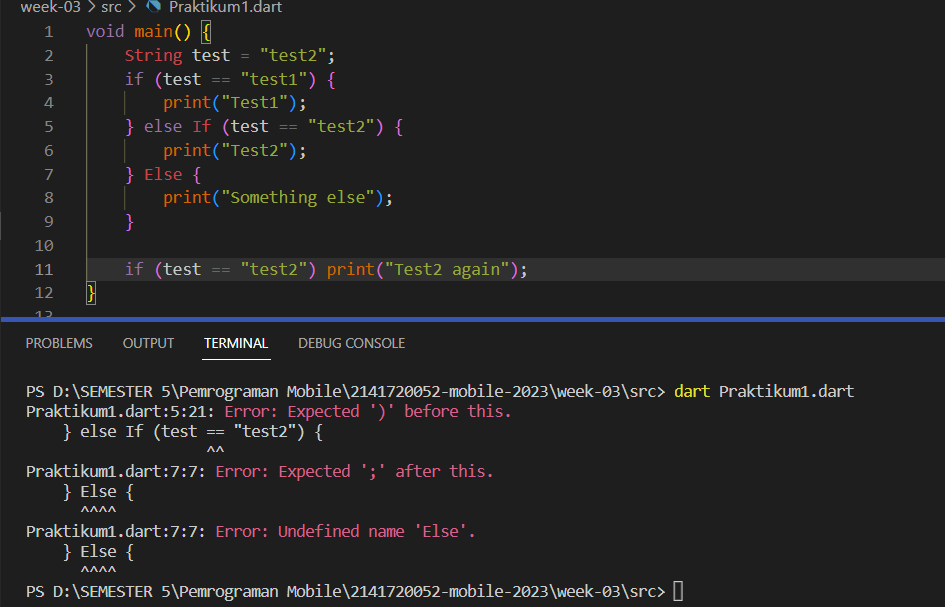 week-03 > src > Praktikum1.dart
1 void main() {
2     String test = "test2";
3     if (test == "test1") {
4         print("Test1");
5     } else If (test == "test2") {
6         print("Test2");
7     } Else {
8         print("Something else");
9     }
10
11     if (test == "test2") print("Test2 again");
12 }
13
PROBLEMS OUTPUT TERMINAL DEBUG CONSOLE
PS D:\SEMESTER 5\Pemrograman Mobile\2141720052-mobile-2023\week-03\src> dart Praktikum1.dart
Praktikum1.dart:5:21: Error: Expected ')' before this.
    } else If (test == "test2") {
                    ^^
Praktikum1.dart:7:7: Error: Expected ';' after this.
    } Else {
      ^^^^
Praktikum1.dart:7:7: Error: Undefined name 'Else'.
    } Else {
      ^^^^
PS D:\SEMESTER 5\Pemrograman Mobile\2141720052-mobile-2023\week-03\src>